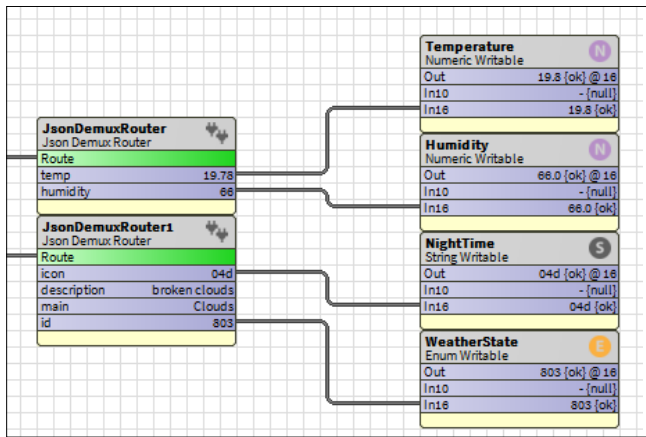 JsonDemuxRouter
Json Demux Router
Route
temp 19.78
humidity 66
JsonDemuxRouter1
Json Demux Router
Route
icon 04d
description broken clouds
main Clouds
id 803
Temperature N
Numeric Writable
Out 19.8 {ok} @ 16
In10 - {null}
In16 19.8 {ok}
Humidity N
Numeric Writable
Out 66.0 {ok} @ 16
In10 - {null}
In16 66.0 {ok}
NightTime S
String Writable
Out 04d {ok} @ 16
In10 - {null}
In16 04d {ok}
WeatherState E
Enum Writable
Out 803 {ok} @ 16
In10 - {null}
In16 803 {ok}